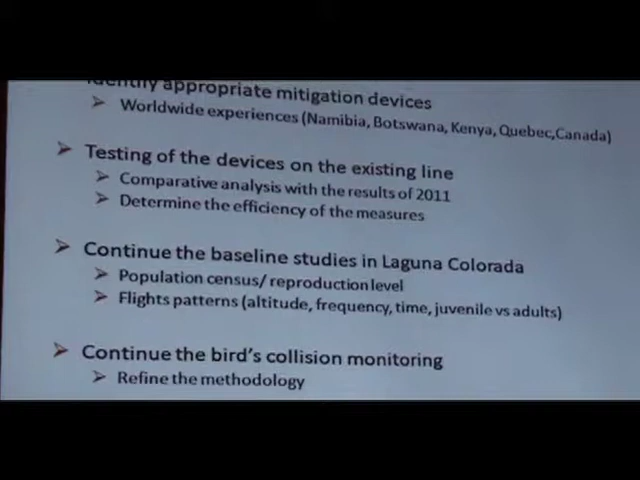 Identify appropriate mitigation devices
Worldwide experiences (Namibia, Botswana, Kenya, Quebec,Canada)
Testing of the devices on the existing line
Comparative analysis with the results of 2011
Determine the efficiency of the measures
Continue the baseline studies in Laguna Colorada
Population census/ reproduction level
Flights patterns (altitude, frequency, time, juvenile vs adults)
Continue the bird's collision monitoring
Refine the methodology